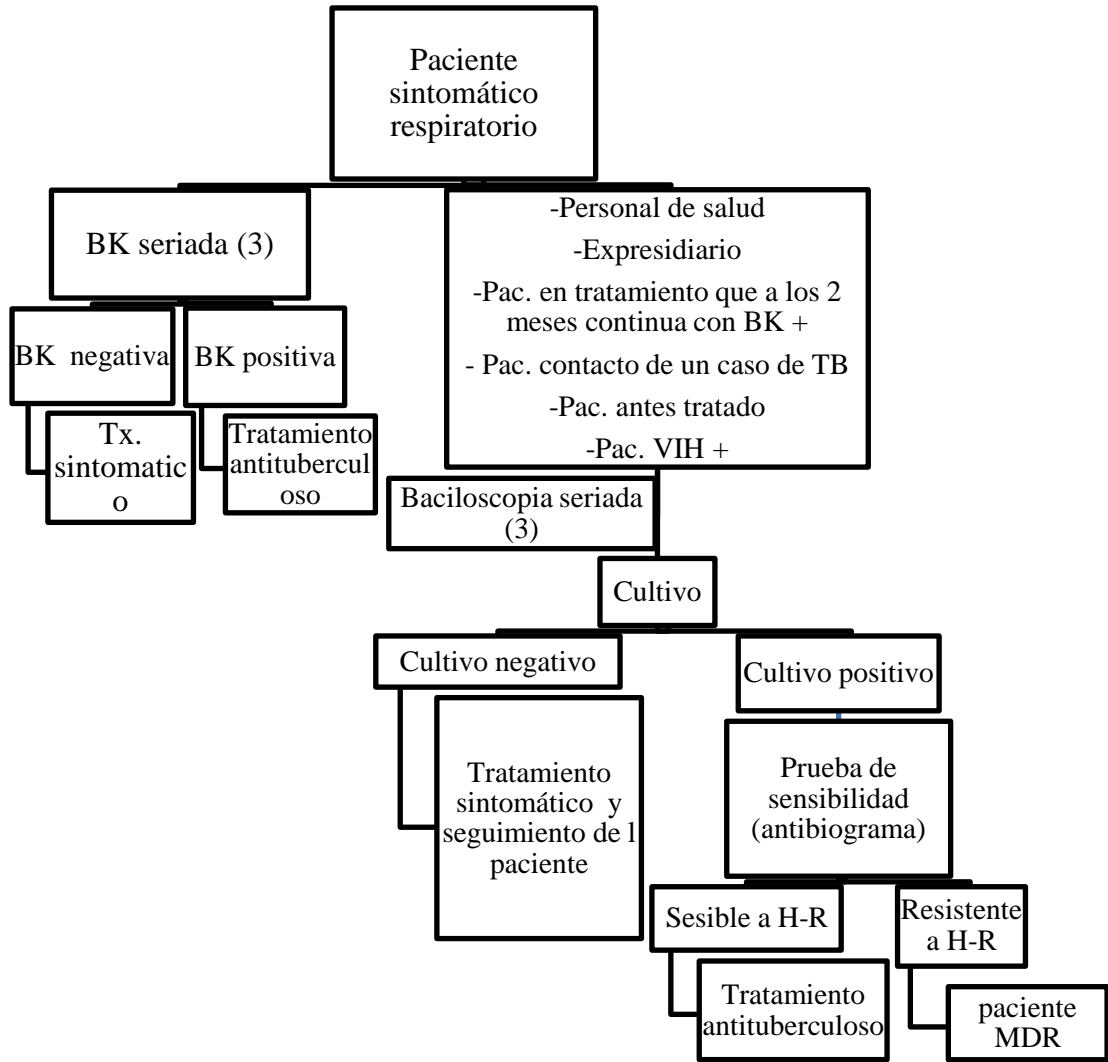 Paciente
sintomático
respiratorio
BK seriada (3)
BK negativa
BK positiva
Tx.
sintomatic
o
Tratamiento
antitubercul
oso
-Personal de salud
-Expresidiario
-Pac. en tratamiento que a los 2
meses continua con BK +
- Pac. contacto de un caso de TB
-Pac. antes tratado
-Pac. VIH +
Baciloscopia seriada
(3)
Cultivo
Cultivo negativo
Tratamiento
sintomático y
seguimiento de l
paciente
Cultivo positivo
Prueba de
sensibilidad
(antibiograma)
Sesible a H-R
Tratamiento
antituberculoso
Resistente
a H-R
paciente
MDR